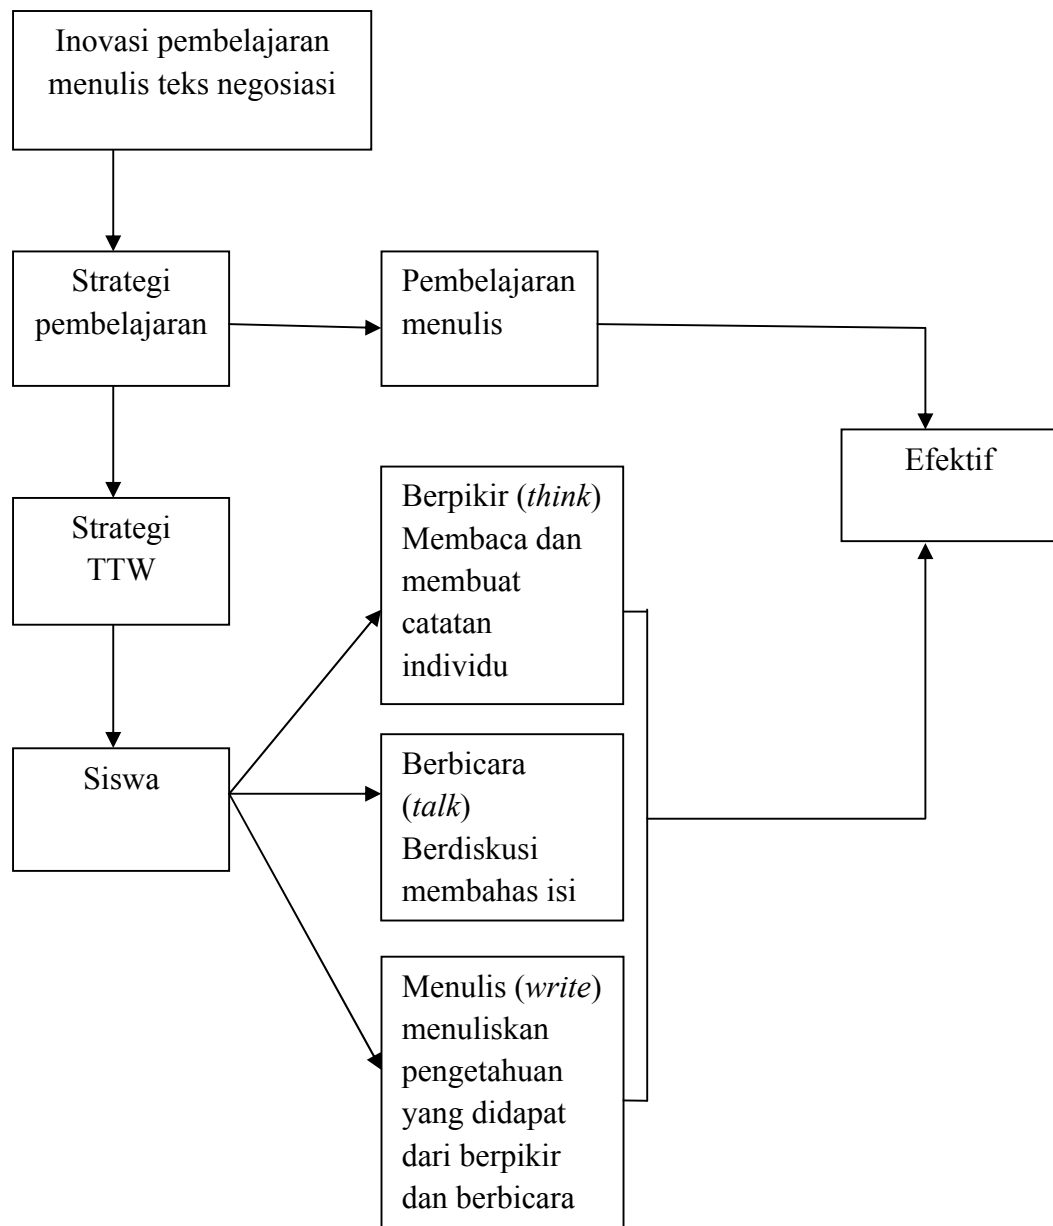 Inovasi pembelajaran
menulis teks negosiasi
Strategi
pembelajaran
Pembelajaran
menulis
Efektif
Strategi
TTW
Berpikir (think)
Membaca dan
membuat
catatan
individu
Siswa
Berbicara
(talk)
Berdiskusi
membahas isi
Menulis (write)
menuliskan
pengetahuan
yang didapat
dari berpikir
dan berbicara